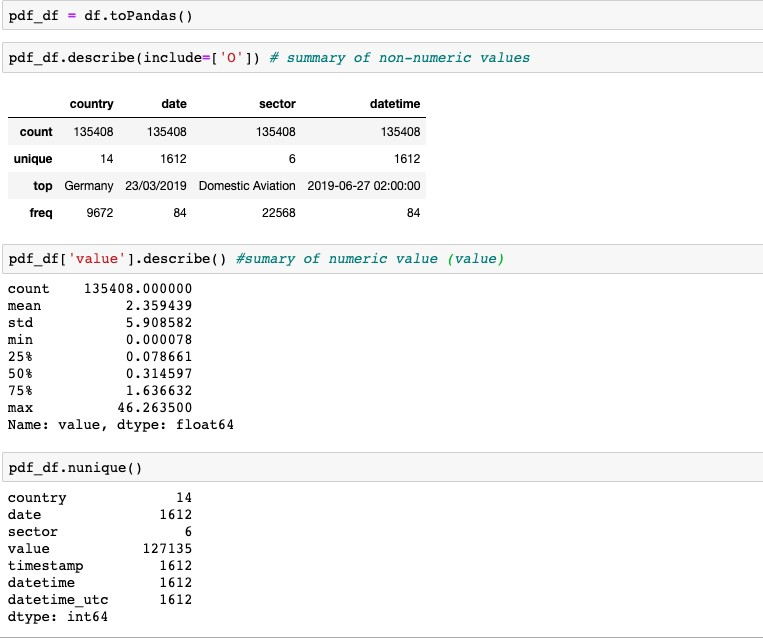 pdf_df = df.toPandas()
pdf_df.describe(include=['O']) # summary of non-numeric values
country date sector datetime
count 135408 135408 135408 135408
unique 14 1612 6 1612
top Germany 23/03/2019 Domestic Aviation 2019-06-27 02:00:00
freq 9672 84 22568 84
pdf_df['value'].describe() #sumary of numeric value (value)
count 135408.000000
mean 2.359439
std 5.908582
min 0.000078
25% 0.078661
50% 0.314597
75% 1.636632
max 46.263500
Name: value, dtype: float64
pdf_df.nunique()
country 14
date 1612
sector 6
value 127135
timestamp 1612
datetime 1612
datetime_utc 1612
dtype: int64